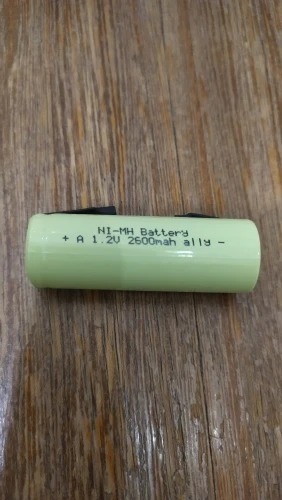 NI-MH Battery
+ A 1.2V 2600mah ally -